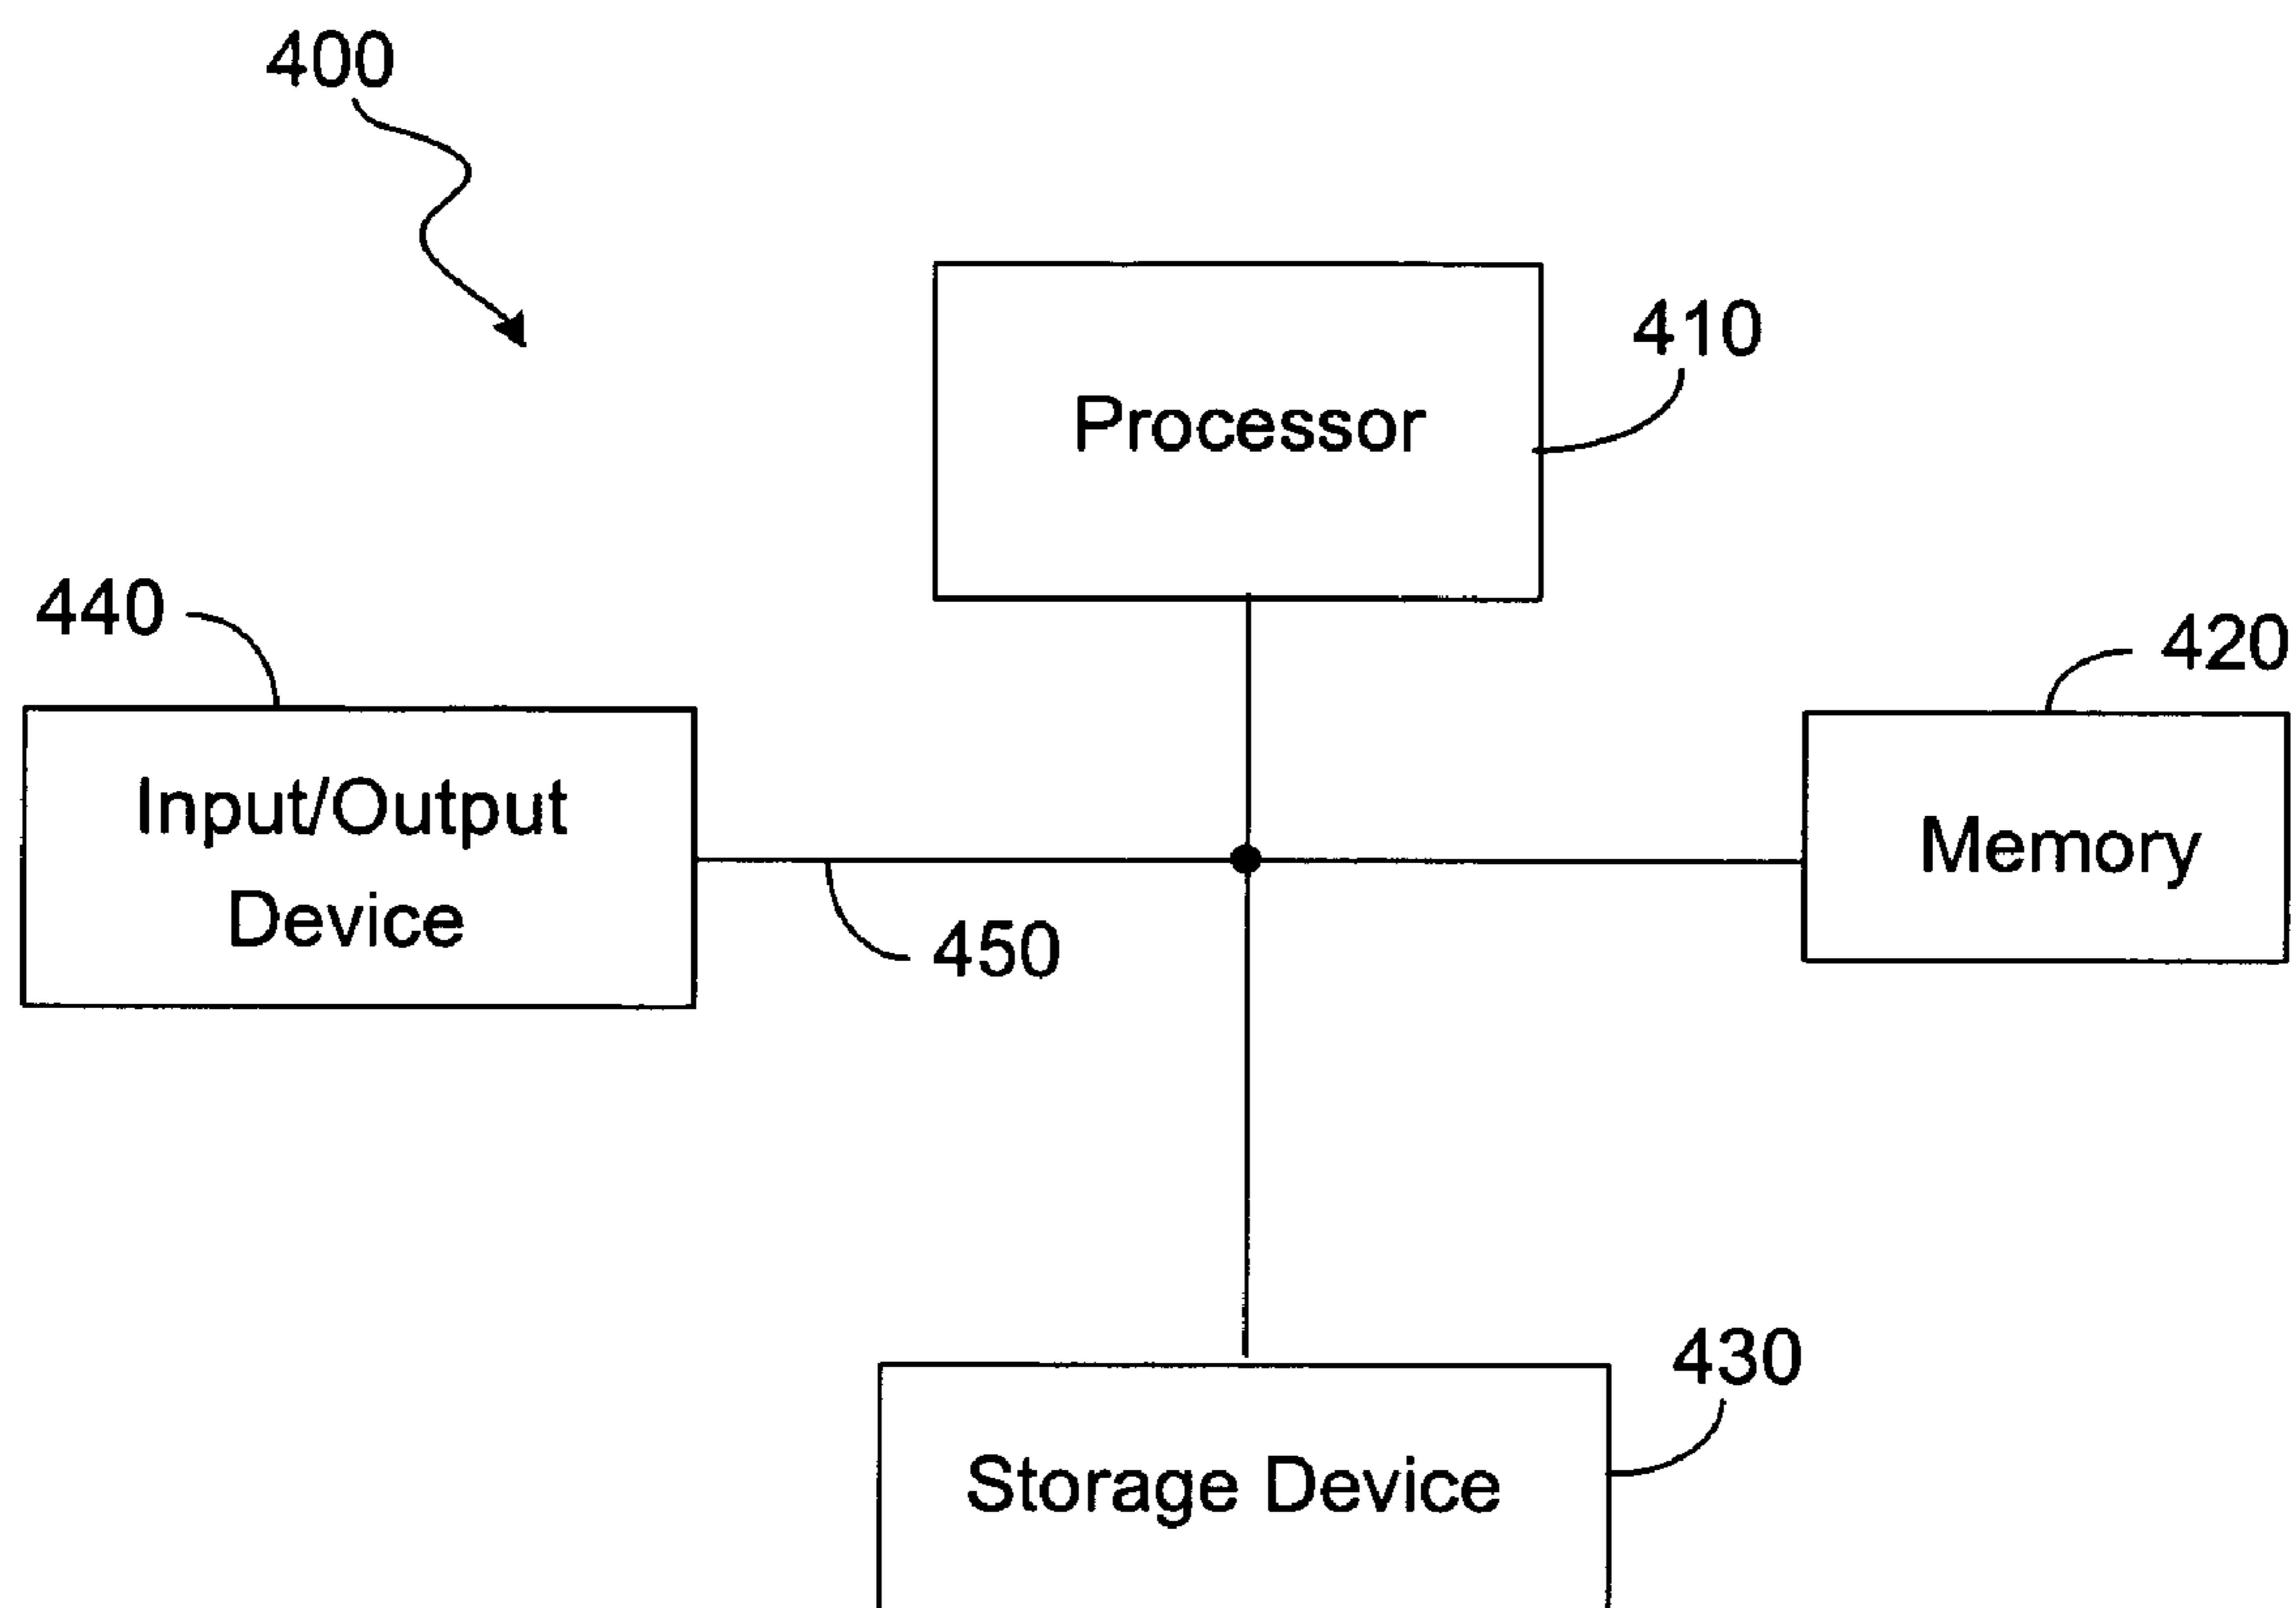 400
Processor
410
440
420
Input/Output
Device
Memory
450
430
Storage Device